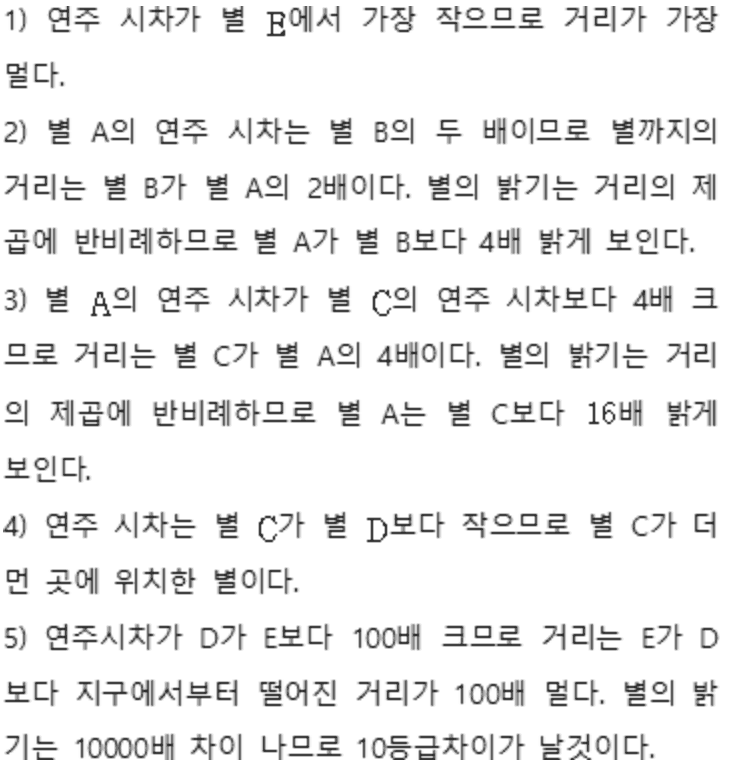 1) 연주 시차가 별 E에서 가장 작으므로 거리가 가장
멀다.
2) 별 A의 연주 시차는 별 B의 두 배이므로 별까지의
거리는 별 B가 별 A의 2배이다. 별의 밝기는 거리의 제
곱에 반비례하므로 별 A가 별 B보다 4배 밝게 보인다.
3) 별 A의 연주 시차가 별 C의 연주 시차보다 4배 크
므로 거리는 별 C가 별 A의 4배이다. 별의 밝기는 거리
의 제곱에 반비례하므로 별 A는 별 C보다 16배 밝게
보인다.
4) 연주 시차는 별 C가 별 D보다 작으므로 별 C가 더
먼 곳에 위치한 별이다.
5) 연주시차가 D가 E보다 100배 크므로 거리는 E가 D
보다 지구에서부터 떨어진 거리가 100배 멀다. 별의 밝
기는 10000배 차이 나므로 10등급차이가 날것이다.